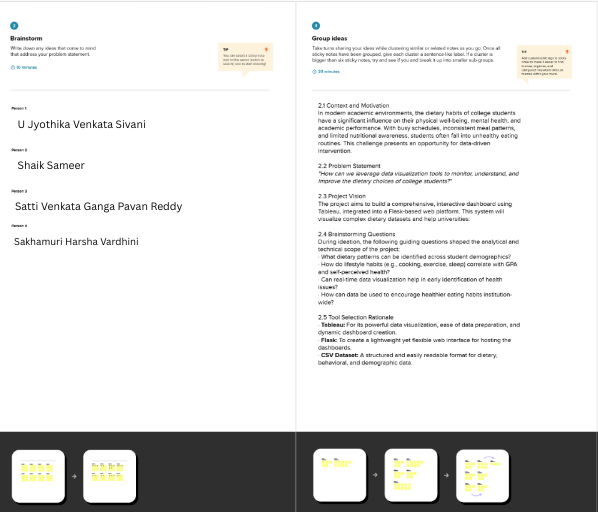 2
Brainstorm
Write down any ideas that come to mind
that address your problem statement.
10 minutes
TIP
You can select a sticky note
and hit the pencil [switch to
sketch] icon to start drawing!
Person 1
U Jyothika Venkata Sivani
Person 2
Shaik Sameer
Person 3
Satti Venkata Ganga Pavan Reddy
Person 4
Sakhamuri Harsha Vardhini
3
Group ideas
Take turns sharing your ideas while clustering similar or related notes as you go. Once all
sticky notes have been grouped, give each cluster a sentence-like label. If a cluster is
bigger than six sticky notes, try and see if you and break it up into smaller sub-groups.
20 minutes
TIP
2.1 Context and Motivation
In modern academic environments, the dietary habits of college students
have a significant influence on their physical well-being, mental health, and
academic performance. With busy schedules, inconsistent meal patterns,
and limited nutritional awareness, students often fall into unhealthy eating
routines. This challenge presents an opportunity for data-driven
intervention.
2.2 Problem Statement
"How can we leverage data visualization tools to monitor, understand, and
improve the dietary choices of college students?"
2.3 Project Vision
The project aims to build a comprehensive, interactive dashboard using
Tableau, integrated into a Flask-based web platform. This system will
visualize complex dietary datasets and help universities.
2.4 Brainstorming Questions
During ideation, the following guiding questions shaped the analytical and
technical scope of the project:
· What dietary patterns can be identified across student demographics?
· How do lifestyle habits (e.g., cooking, exercise, sleep) correlate with GPA
and self-perceived health?
· Can real-time data visualization help in early identification of health
issues?
· How can data be used to encourage healthier eating habits institution-
wide?
2.5 Tool Selection Rationale
· Tableau: For its powerful data visualization, ease of data preparation, and
dynamic dashboard creation.
· Flask: To create a lightweight yet flexible web interface for hosting the
dashboards.
· CSV Dataset: A structured and easily readable format for dietary,
behavioral, and demographic data.